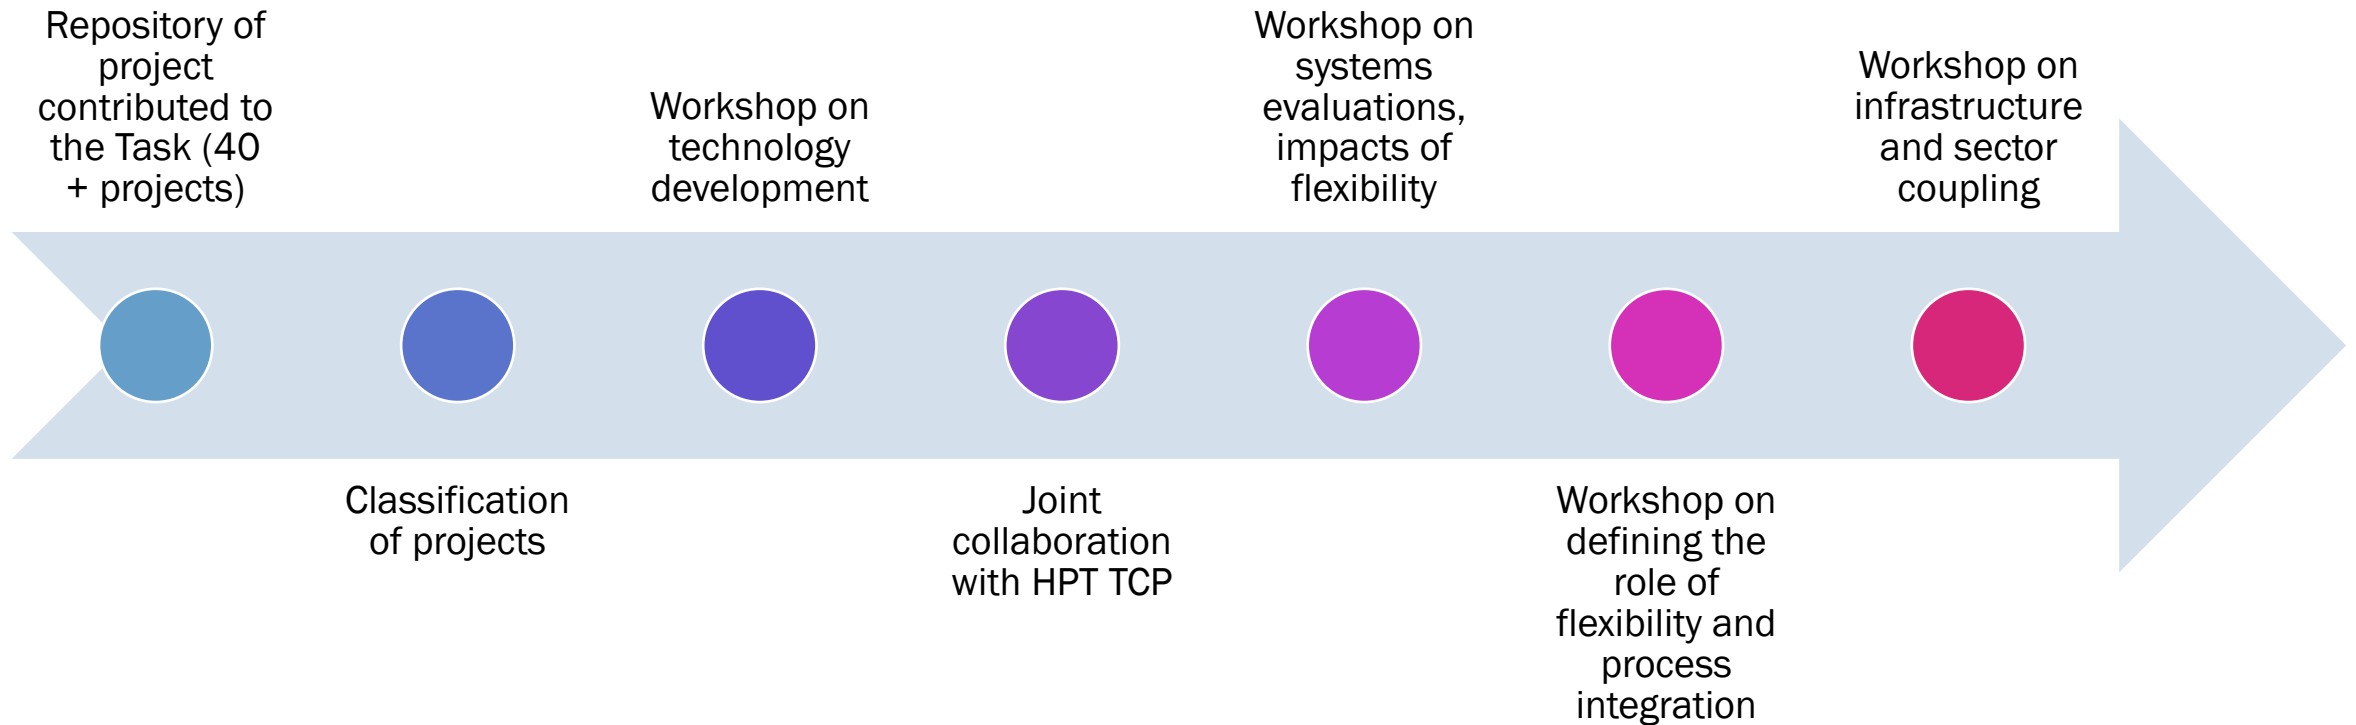 Repository of
project
contributed to
the Task (40
+ projects)
Classification
of projects
Workshop on
technology
development
Joint
collaboration
with HPT TCP
Workshop on
systems
evaluations,
impacts of
flexibility
Workshop on
defining the
role of
flexibility and
process
integration
Workshop on
infrastructure
and sector
coupling